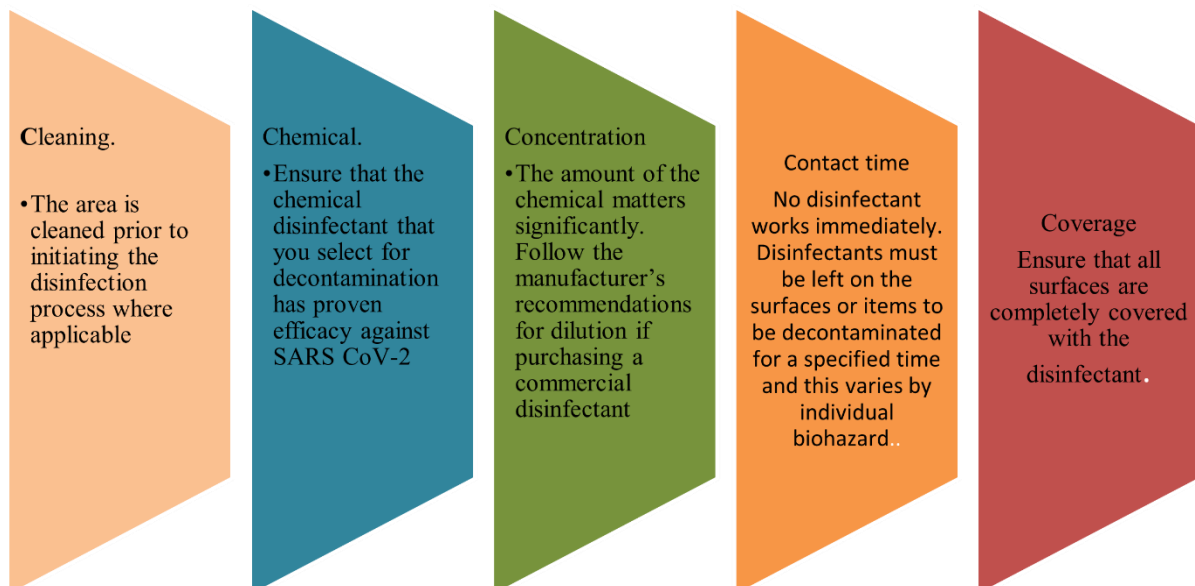 Cleaning.
•The area is
cleaned prior to
initiating the
disinfection
process where
applicable
Chemical.
•Ensure that the
chemical
disinfectant that
you select for
decontamination
has proven
efficacy against
SARS CoV-2
Concentration
•The amount of the
chemical matters
significantly.
Follow the
manufacturer’s
recommendations
for dilution if
purchasing a
commercial
disinfectant
Contact time
No disinfectant
works immediately.
Disinfectants must
be left on the
surfaces or items to
be decontaminated
for a specified time
and this varies by
individual
biohazard..
Coverage
Ensure that all
surfaces are
completely covered
with the
disinfectant.